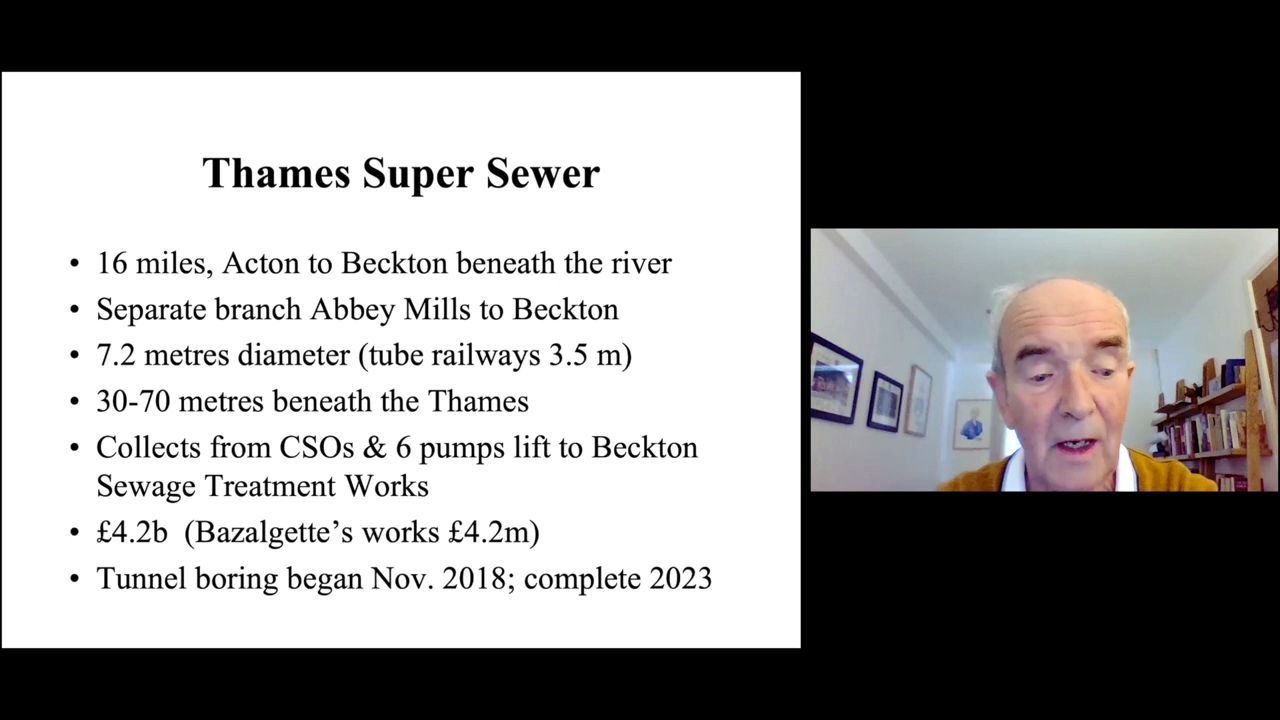 Thames Super Sewer
• 16 miles, Acton to Beckton beneath the river
• Separate branch Abbey Mills to Beckton
• 7.2 metres diameter (tube railways 3.5 m)
• 30-70 metres beneath the Thames
• Collects from CSOs & 6 pumps lift to Beckton
Sewage Treatment Works
• £4.2b (Bazalgette’s works £4.2m)
• Tunnel boring began Nov. 2018; complete 2023